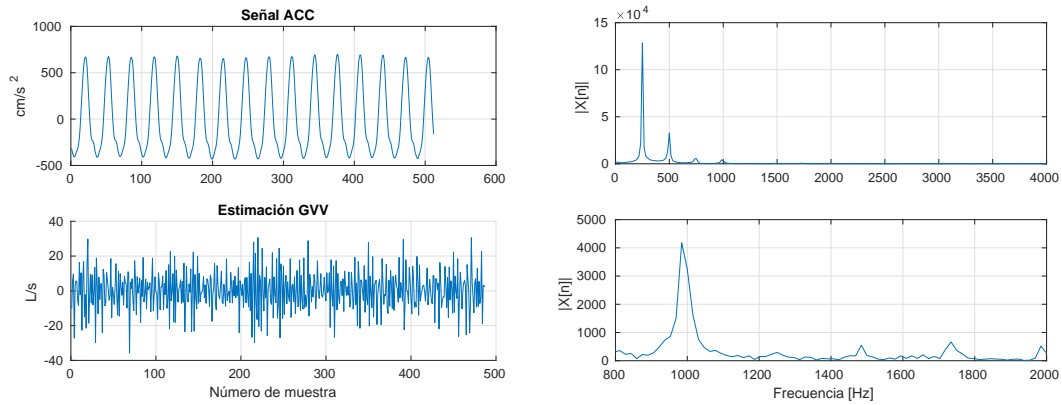 Señal ACC
1000
500
0
-500
cm/s 2
0 100 200 300 400 500 600
Estimación GVV
40
20
0
-20
-40
L/s
0 100 200 300 400 500
Número de muestra
×10 4
15
10
5
0
|X[n]|
0 500 1000 1500 2000 2500 3000 3500 4000
5000
4000
3000
2000
1000
0
|X[n]|
800 1000 1200 1400 1600 1800 2000
Frecuencia [Hz]